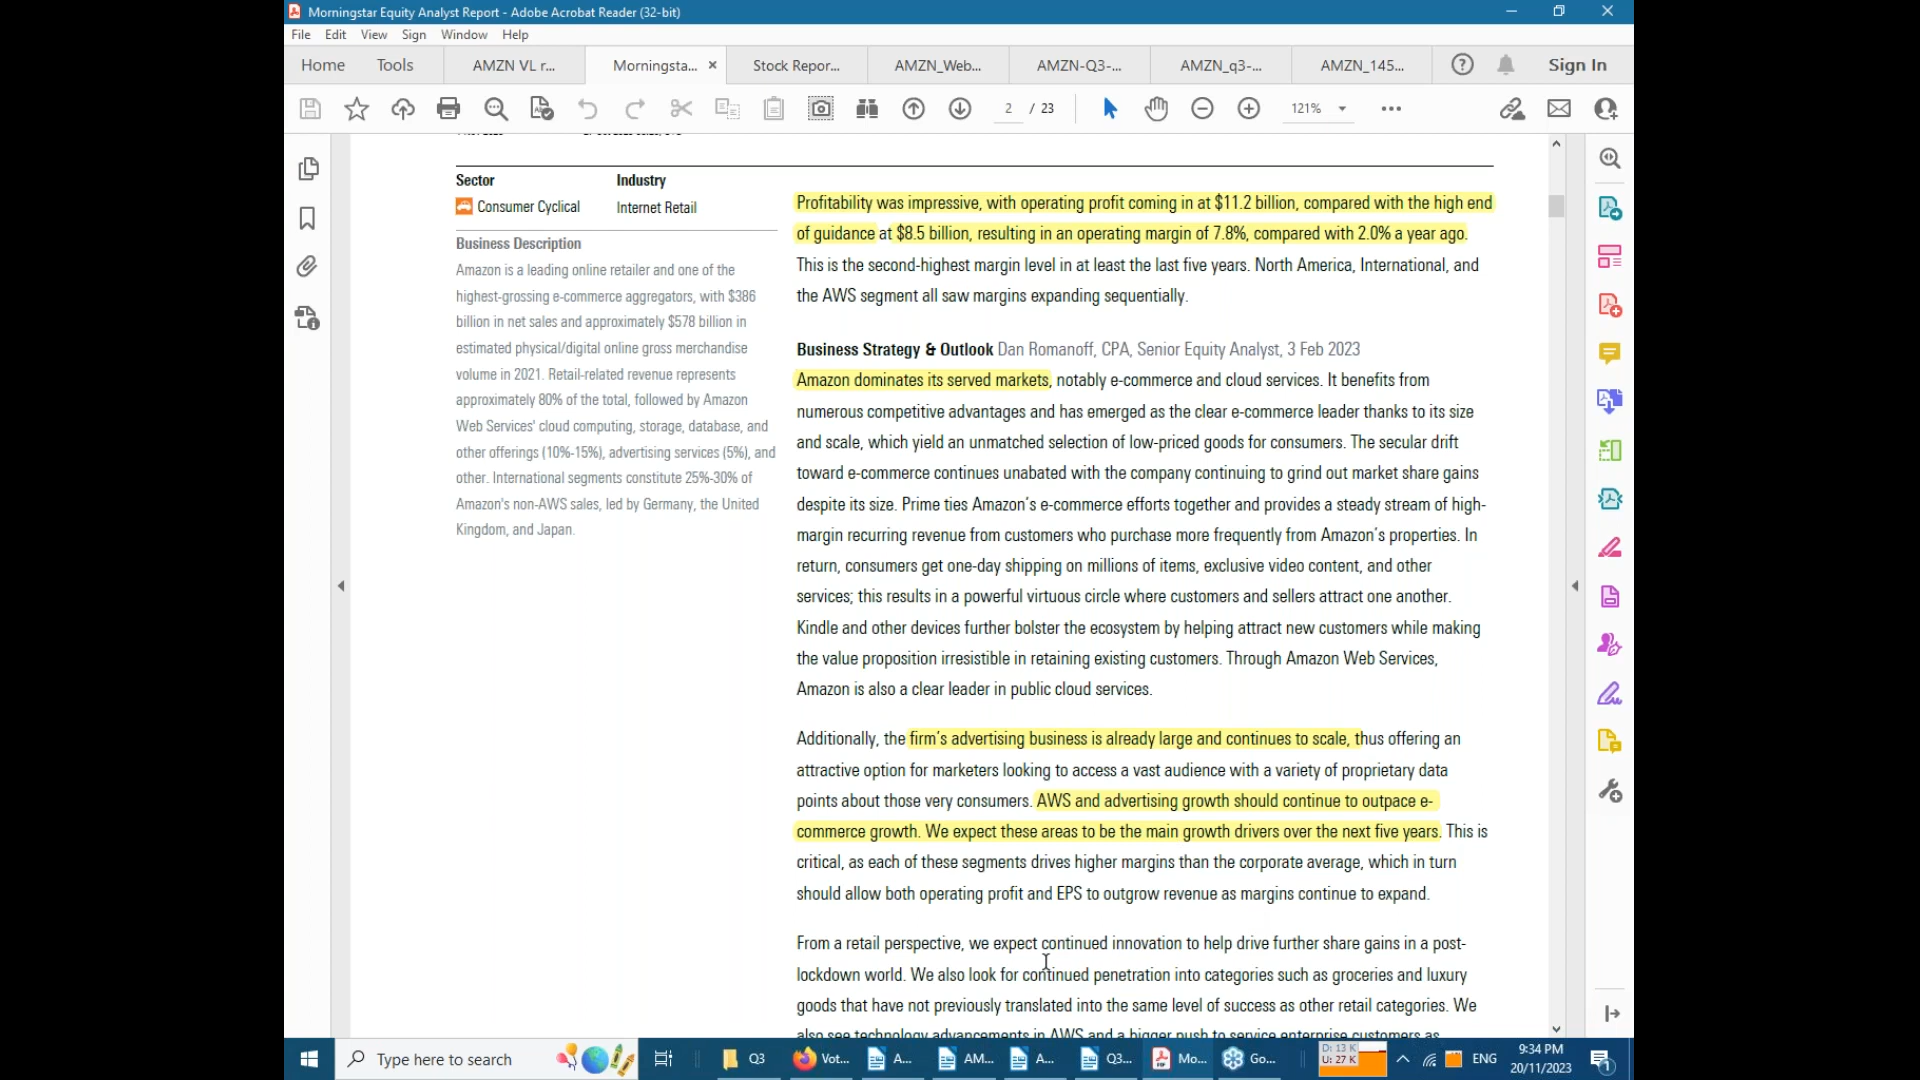 Morningstar Equity Analyst Report - Adobe Acrobat Reader (32-bit)
File Edit View Sign Window Help
Home Tools AMZN VL r... Morningsta... Stock Repor... AMZN_Web... AMZN-Q3-... AMZN_q3-... AMZN_145... Sign In
2 / 23 121%
Sector Industry
Consumer Cyclical Internet Retail
Business Description
Amazon is a leading online retailer and one of the
highest-grossing e-commerce aggregators, with $386
billion in net sales and approximately $578 billion in
estimated physical/digital online gross merchandise
volume in 2021. Retail-related revenue represents
approximately 80% of the total, followed by Amazon
Web Services' cloud computing, storage, database, and
other offerings (10%-15%), advertising services (5%), and
other. International segments constitute 25%-30% of
Amazon's non-AWS sales, led by Germany, the United
Kingdom, and Japan.
Profitability was impressive, with operating profit coming in at $11.2 billion, compared with the high end
of guidance at $8.5 billion, resulting in an operating margin of 7.8%, compared with 2.0% a year ago.
This is the second-highest margin level in at least the last five years. North America, International, and
the AWS segment all saw margins expanding sequentially.
Business Strategy & Outlook Dan Romanoff, CPA, Senior Equity Analyst, 3 Feb 2023
Amazon dominates its served markets, notably e-commerce and cloud services. It benefits from
numerous competitive advantages and has emerged as the clear e-commerce leader thanks to its size
and scale, which yield an unmatched selection of low-priced goods for consumers. The secular drift
toward e-commerce continues unabated with the company continuing to grind out market share gains
despite its size. Prime ties Amazon's e-commerce efforts together and provides a steady stream of high-
margin recurring revenue from customers who purchase more frequently from Amazon's properties. In
return, consumers get one-day shipping on millions of items, exclusive video content, and other
services; this results in a powerful virtuous circle where customers and sellers attract one another.
Kindle and other devices further bolster the ecosystem by helping attract new customers while making
the value proposition irresistible in retaining existing customers. Through Amazon Web Services,
Amazon is also a clear leader in public cloud services.
Additionally, the firm's advertising business is already large and continues to scale, thus offering an
attractive option for marketers looking to access a vast audience with a variety of proprietary data
points about those very consumers. AWS and advertising growth should continue to outpace e-
commerce growth. We expect these areas to be the main growth drivers over the next five years. This is
critical, as each of these segments drives higher margins than the corporate average, which in turn
should allow both operating profit and EPS to outgrow revenue as margins continue to expand.
From a retail perspective, we expect continued innovation to help drive further share gains in a post-
lockdown world. We also look for continued penetration into categories such as groceries and luxury
goods that have not previously translated into the same level of success as other retail categories. We
also see technology advancements in AWS and a bigger push to service enterprise customers as
Type here to search Q3 Vot... A... AM... A... Q3... Mo... Go... D: 13 K U: 27 K ENG 9:34 PM 20/11/2023 1